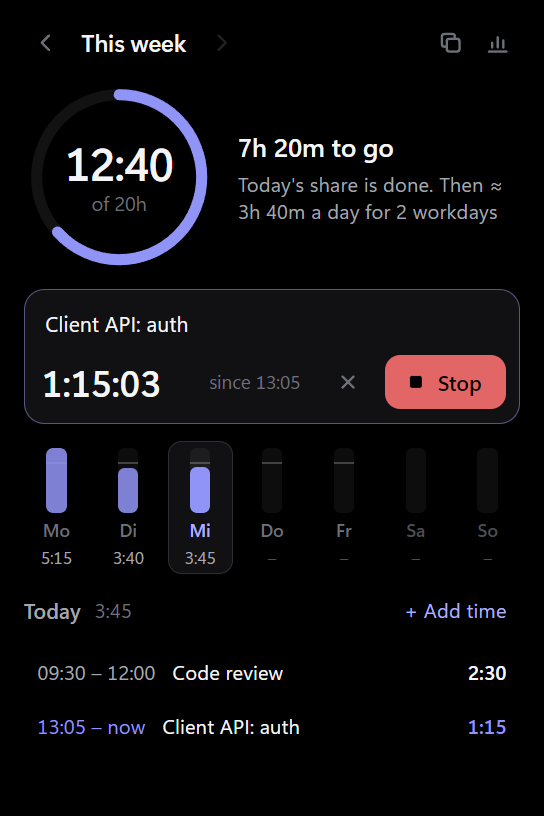 This week
12:40
of 20h
7h 20m to go
Today's share is done. Then ≈
3h 40m a day for 2 workdays
Client API: auth
1:15:03 since 13:05 Stop
Mo Di Mi Do Fr Sa So
5:15 3:40 3:45 – – – –
Today 3:45 + Add time
09:30 – 12:00 Code review 2:30
13:05 – now Client API: auth 1:15